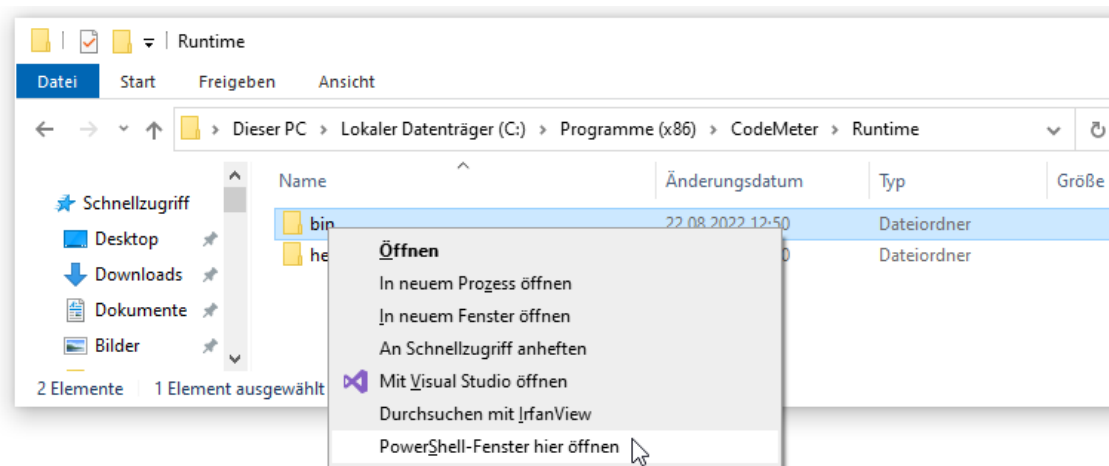 Runtime
Datei Start Freigeben Ansicht
Dieser PC > Lokaler Datenträger (C:) > Programme (x86) > CodeMeter > Runtime
Name Änderungsdatum Typ Größe
Schnellzugriff
bin 22.08.2022 12:50 Dateiordner
Desktop
he 0 Dateiordner
Öffnen
Downloads
In neuem Prozess öffnen
Dokumente
In neuem Fenster öffnen
Bilder
An Schnellzugriff anheften
2 Elemente 1 Element ausgewählt
Mit Visual Studio öffnen
Durchsuchen mit IrfanView
PowerShell-Fenster hier öffnen